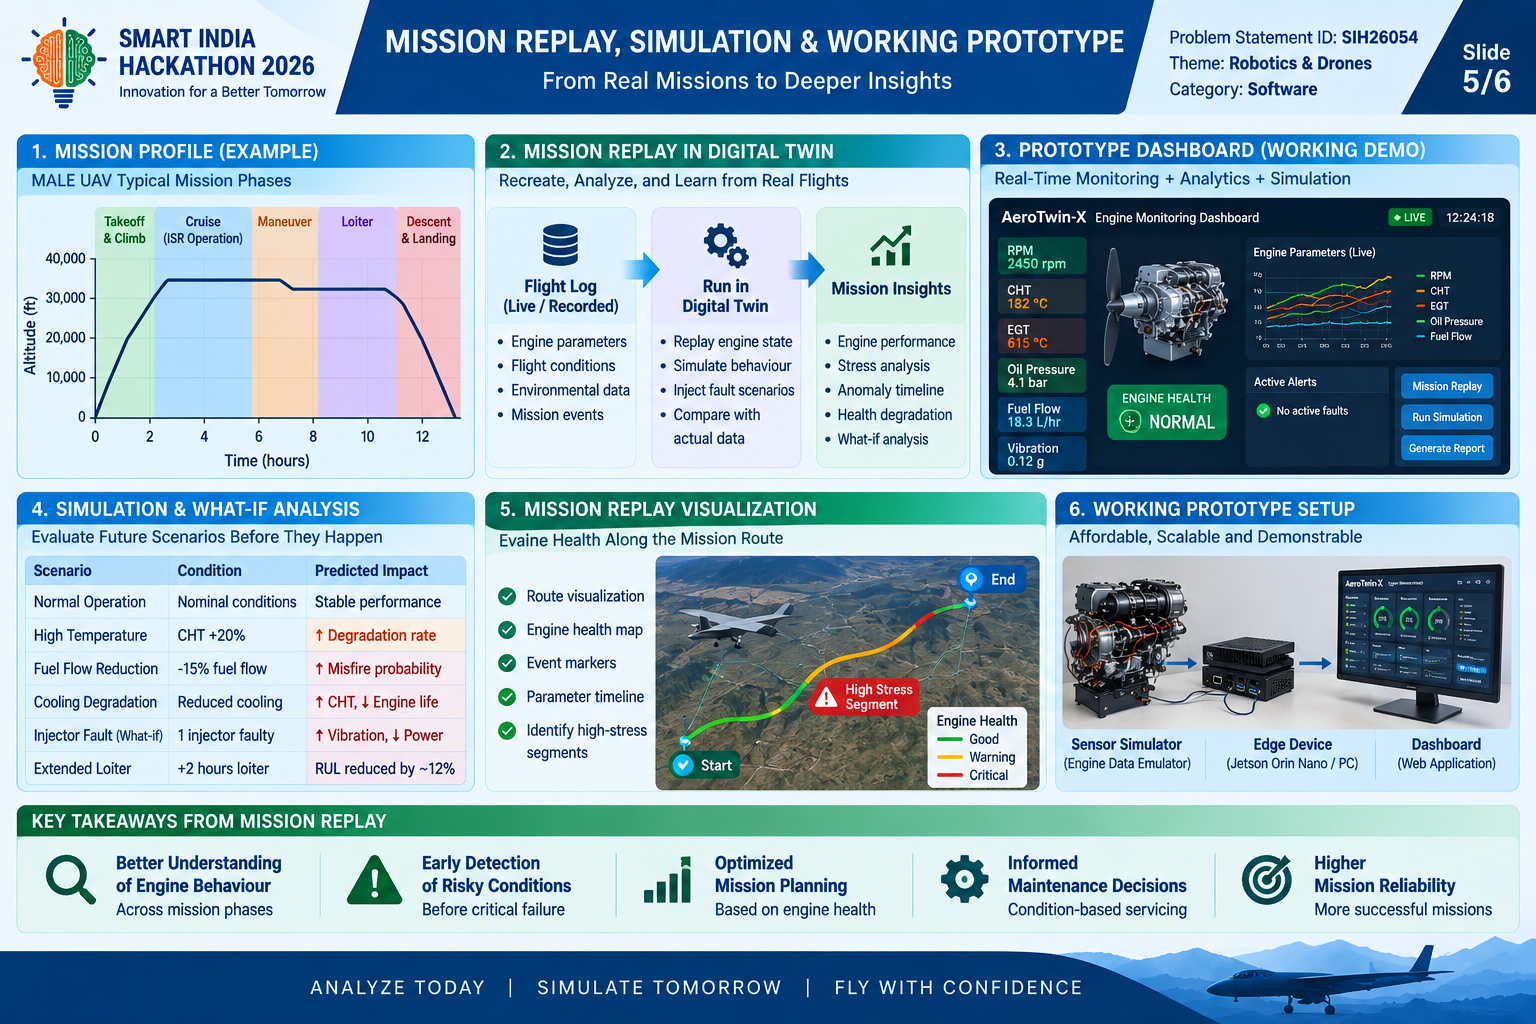 SMART INDIA
HACKATHON 2026
Innovation for a Better Tomorrow
MISSION REPLAY, SIMULATION & WORKING PROTOTYPE
From Real Missions to Deeper Insights
Problem Statement ID: SIH26054
Theme: Robotics & Drones
Category: Software
Slide
5/6
1. MISSION PROFILE (EXAMPLE)
MALE UAV Typical Mission Phases
Takeoff
& Climb
Cruise
(ISR Operation)
Maneuver
Loiter
Descent
& Landing
Altitude (ft)
40,000
30,000
20,000
10,000
0
0 2 4 6 8 10 12
Time (hours)
2. MISSION REPLAY IN DIGITAL TWIN
Recreate, Analyze, and Learn from Real Flights
Flight Log
(Live / Recorded)
• Engine parameters
• Flight conditions
• Environmental data
• Mission events
Run in
Digital Twin
• Replay engine state
• Simulate behaviour
• Inject fault scenarios
• Compare with
actual data
Mission Insights
• Engine performance
• Stress analysis
• Anomaly timeline
• Health degradation
• What-if analysis
3. PROTOTYPE DASHBOARD (WORKING DEMO)
Real-Time Monitoring + Analytics + Simulation
AeroTwin-X Engine Monitoring Dashboard
LIVE
12:24:18
RPM
2450 rpm
CHT
182 °C
EGT
615 °C
Oil Pressure
4.1 bar
Fuel Flow
18.3 L/hr
Vibration
0.12 g
ENGINE HEALTH
NORMAL
Engine Parameters (Live)
RPM
CHT
EGT
Oil Pressure
Fuel Flow
Active Alerts
No active faults
Mission Replay
Run Simulation
Generate Report
4. SIMULATION & WHAT-IF ANALYSIS
Evaluate Future Scenarios Before They Happen
Scenario Condition Predicted Impact
Normal Operation Nominal conditions Stable performance
High Temperature CHT +20% ↑ Degradation rate
Fuel Flow Reduction -15% fuel flow ↑ Misfire probability
Cooling Degradation Reduced cooling ↑ CHT, ↓ Engine life
Injector Fault (What-if) 1 injector faulty ↑ Vibration, ↓ Power
Extended Loiter +2 hours loiter RUL reduced by ~12%
5. MISSION REPLAY VISUALIZATION
Evaine Health Along the Mission Route
Route visualization
Engine health map
Event markers
Parameter timeline
Identify high-stress
segments
End
High Stress
Segment
Start
Engine Health
Good
Warning
Critical
6. WORKING PROTOTYPE SETUP
Affordable, Scalable and Demonstrable
AeroTwin X
Sensor Simulator
(Engine Data Emulator)
Edge Device
(Jetson Orin Nano / PC)
Dashboard
(Web Application)
KEY TAKEAWAYS FROM MISSION REPLAY
Better Understanding
of Engine Behaviour
Across mission phases
Early Detection
of Risky Conditions
Before critical failure
Optimized
Mission Planning
Based on engine health
Informed
Maintenance Decisions
Condition-based servicing
Higher
Mission Reliability
More successful missions
ANALYZE TODAY | SIMULATE TOMORROW | FLY WITH CONFIDENCE